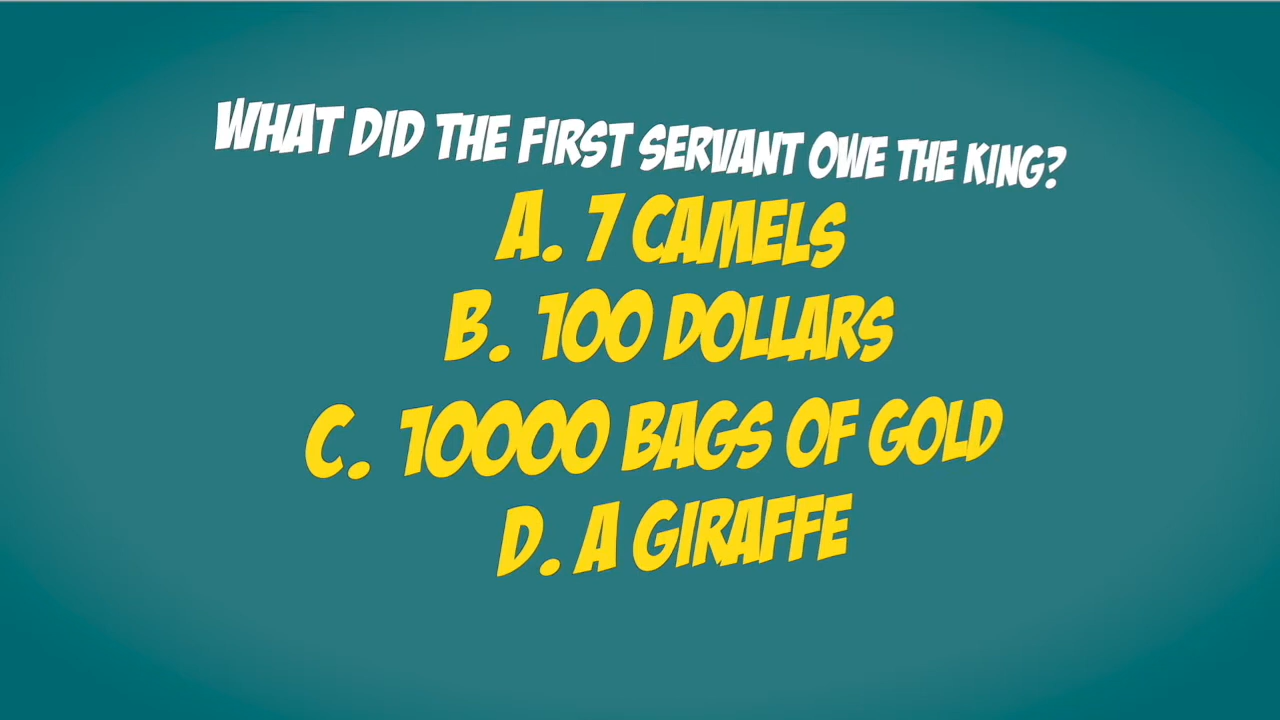 WHAT DID THE FIRST SERVANT OWE THE KING?
A. 7 CAMELS
B. 100 DOLLARS
C. 10000 BAGS OF GOLD
D. A GIRAFFE